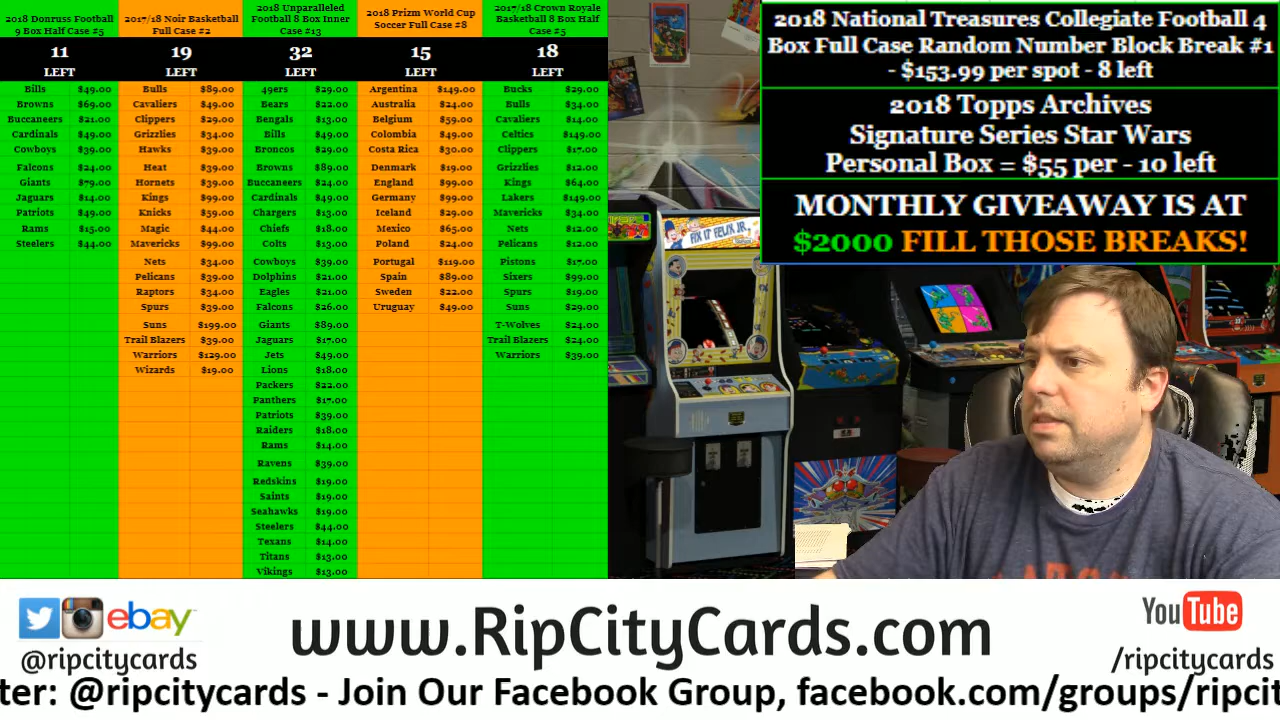 2018 Donruss Football
9 Box Half Case #5
11
LEFT
Bills $49.00
Browns $69.00
Buccaneers $21.00
Cardinals $49.00
Cowboys $39.00
Falcons $24.00
Giants $79.00
Jaguars $14.00
Patriots $49.00
Rams $15.00
Steelers $44.00
2017/18 Noir Basketball
Full Case #2
19
LEFT
Bulls $89.00
Cavaliers $49.00
Clippers $29.00
Grizzlies $34.00
Hawks $39.00
Heat $39.00
Hornets $39.00
Kings $99.00
Knicks $59.00
Magic $44.00
Mavericks $99.00
Nets $34.00
Pelicans $39.00
Raptors $34.00
Spurs $39.00
Suns $199.00
Trail Blazers $39.00
Warriors $129.00
Wizards $19.00
2018 Unparalleled
Football 8 Box Inner
Case #13
32
LEFT
49ers $29.00
Bears $22.00
Bengals $13.00
Bills $49.00
Broncos $29.00
Browns $89.00
Buccaneers $24.00
Cardinals $49.00
Chargers $13.00
Chiefs $18.00
Colts $13.00
Cowboys $39.00
Dolphins $21.00
Eagles $21.00
Falcons $26.00
Giants $89.00
Jaguars $17.00
Jets $49.00
Lions $18.00
Packers $22.00
Panthers $17.00
Patriots $39.00
Raiders $18.00
Rams $14.00
Ravens $39.00
Redskins $19.00
Saints $19.00
Seahawks $19.00
Steelers $44.00
Texans $14.00
Titans $13.00
Vikings $13.00
2018 Prizm World Cup
Soccer Full Case #8
15
LEFT
Argentina $149.00
Australia $24.00
Belgium $59.00
Colombia $49.00
Costa Rica $30.00
Denmark $19.00
England $99.00
Germany $99.00
Iceland $29.00
Mexico $65.00
Poland $24.00
Portugal $119.00
Spain $89.00
Sweden $22.00
Uruguay $49.00
2017/18 Crown Royale
Basketball 8 Box Half
Case #5
18
LEFT
Bucks $29.00
Bulls $34.00
Cavaliers $14.00
Celtics $149.00
Clippers $17.00
Grizzlies $12.00
Kings $64.00
Lakers $149.00
Mavericks $34.00
Nets $12.00
Pelicans $12.00
Pistons $17.00
Sixers $99.00
Spurs $19.00
Suns $29.00
T-Wolves $24.00
Trail Blazers $24.00
Warriors $39.00
2018 National Treasures Collegiate Football 4
Box Full Case Random Number Block Break #1
- $153.99 per spot - 8 left
2018 Topps Archives
Signature Series Star Wars
Personal Box = $55 per - 10 left
MONTHLY GIVEAWAY IS AT
$2000 FILL THOSE BREAKS!
FIX IT FELIX JR.
ebay
@ripcitycards
www.RipCityCards.com
YouTube
/ripcitycards
ter: @ripcitycards - Join Our Facebook Group, facebook.com/groups/ripcit